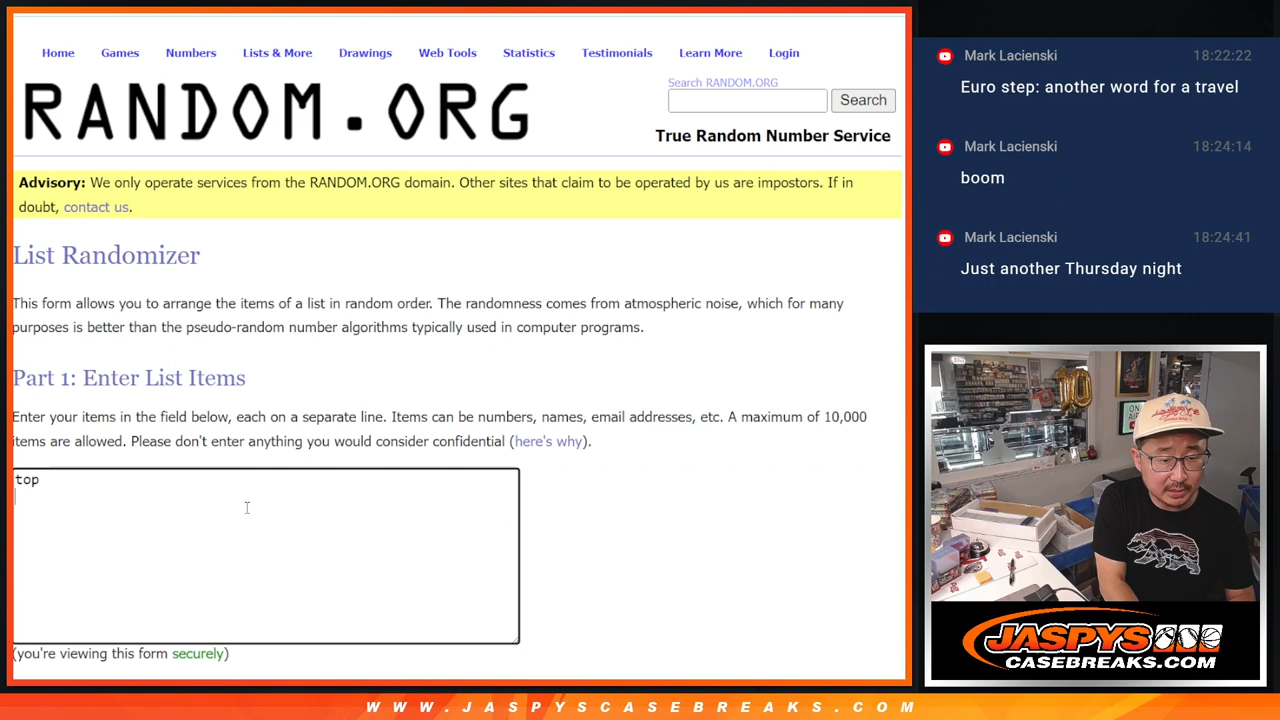 Home Games Numbers Lists & More Drawings Web Tools Statistics Testimonials Learn More Login
RANDOM.ORG
Search RANDOM.ORG
Search
True Random Number Service
Advisory: We only operate services from the RANDOM.ORG domain. Other sites that claim to be operated by us are impostors. If in
doubt, contact us.
List Randomizer
This form allows you to arrange the items of a list in random order. The randomness comes from atmospheric noise, which for many
purposes is better than the pseudo-random number algorithms typically used in computer programs.
Part 1: Enter List Items
Enter your items in the field below, each on a separate line. Items can be numbers, names, email addresses, etc. A maximum of 10,000
items are allowed. Please don't enter anything you would consider confidential (here's why).
top
(you're viewing this form securely)
Mark Lacienski 18:22:22
Euro step: another word for a travel
Mark Lacienski 18:24:14
boom
Mark Lacienski 18:24:41
Just another Thursday night
10
JASPYS
CASEBREAKS.COM
WWW.JASPYSCASEBREAKS.COM